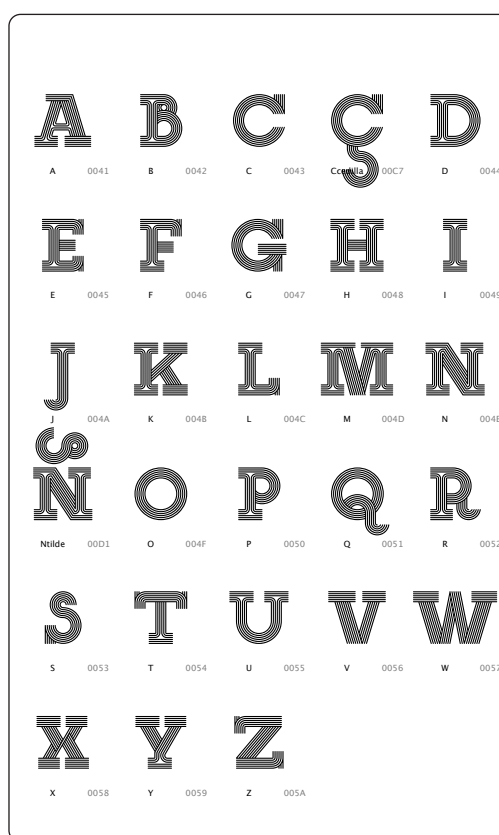 A B C Ç D
A 0041 B 0042 C 0043 Ccedilla 00C7 D 0044
E F G H I
E 0045 F 0046 G 0047 H 0048 I 0049
J K L M N
J 004A K 004B L 004C M 004D N 004E
Ñ O P Q R
Ntilde 00D1 O 004F P 0050 Q 0051 R 0052
S T U V W
S 0053 T 0054 U 0055 V 0056 W 0057
X Y Z
X 0058 Y 0059 Z 005A